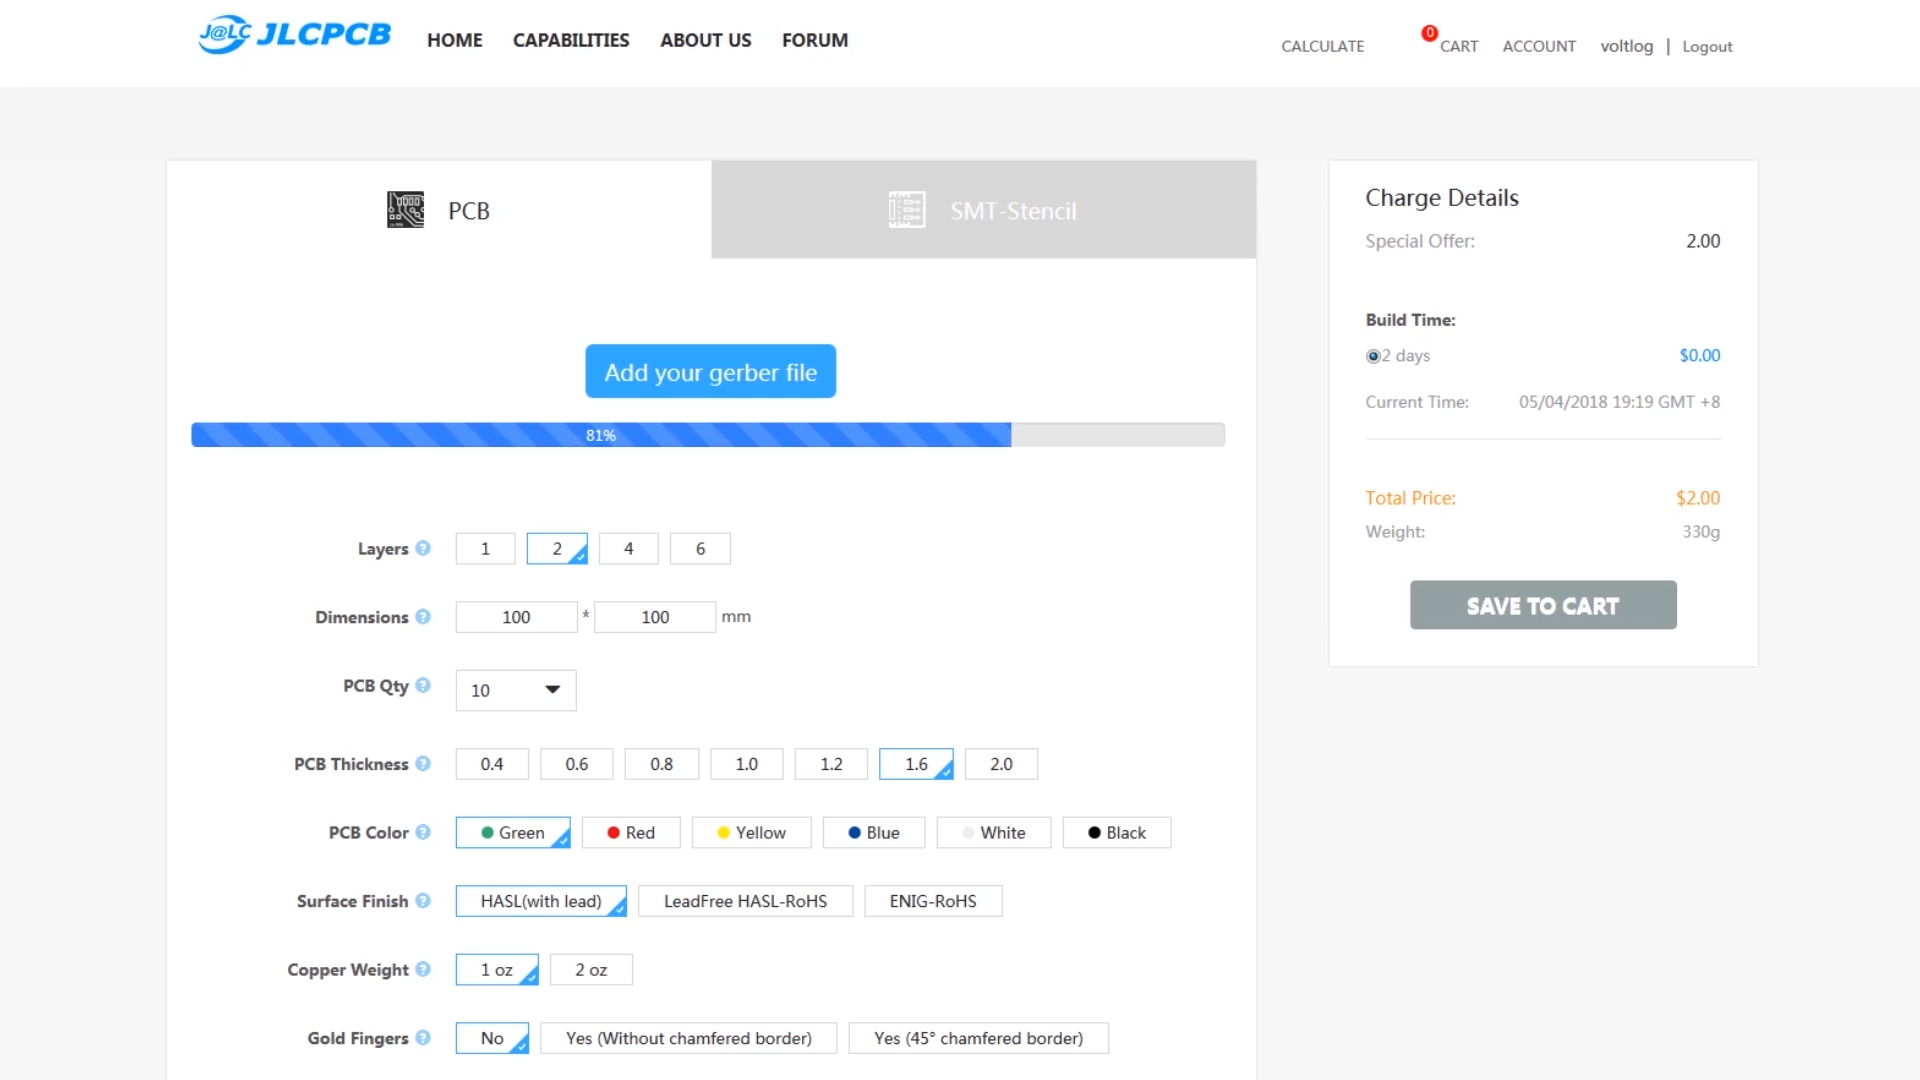 J@LC JLCPCB HOME CAPABILITIES ABOUT US FORUM CALCULATE 0 CART ACCOUNT voltlog | Logout
PCB SMT-Stencil
Add your gerber file
81%
Layers ? 1 2 4 6
Dimensions ? 100 * 100 mm
PCB Qty ? 10
PCB Thickness ? 0.4 0.6 0.8 1.0 1.2 1.6 2.0
PCB Color ? Green Red Yellow Blue White Black
Surface Finish ? HASL(with lead) LeadFree HASL-RoHS ENIG-RoHS
Copper Weight ? 1 oz 2 oz
Gold Fingers ? No Yes (Without chamfered border) Yes (45° chamfered border)
Charge Details
Special Offer: 2.00
Build Time:
2 days $0.00
Current Time: 05/04/2018 19:19 GMT +8
Total Price: $2.00
Weight: 330g
SAVE TO CART